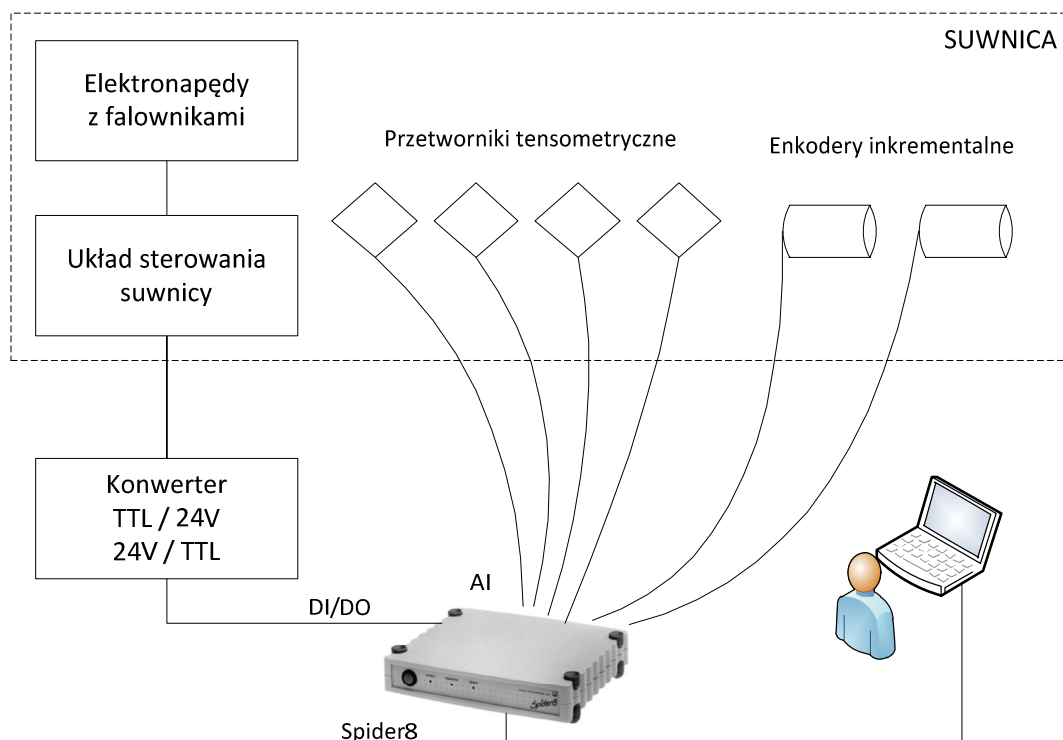 SUWNICA
Elektronapędy
z falownikami
Przetworniki tensometryczne
Enkodery inkrementalne
Układ sterowania
suwnicy
Konwerter
TTL / 24V
24V / TTL
AI
DI/DO
Spider8
Spider8